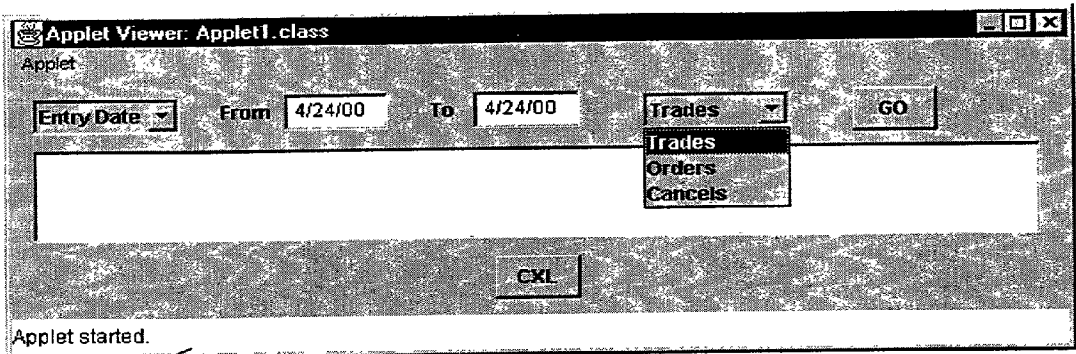 Applet Viewer: Applet1.class
Applet
Entry Date From 4/24/00 To 4/24/00 Trades GO
Trades
Orders
Cancels
CXL
Applet started.